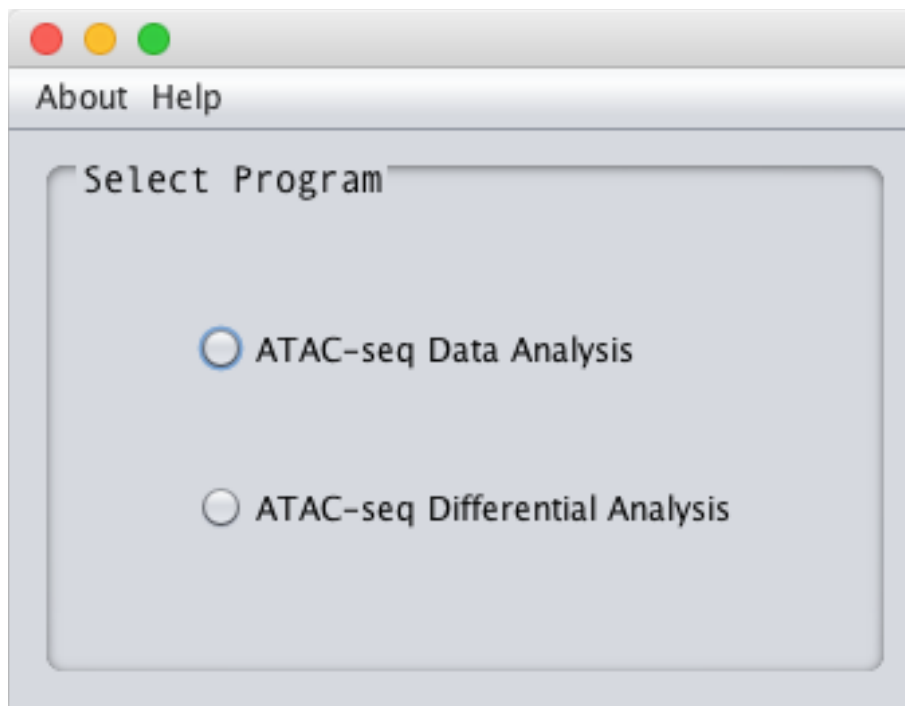 About Help
Select Program
ATAC-seq Data Analysis
ATAC-seq Differential Analysis